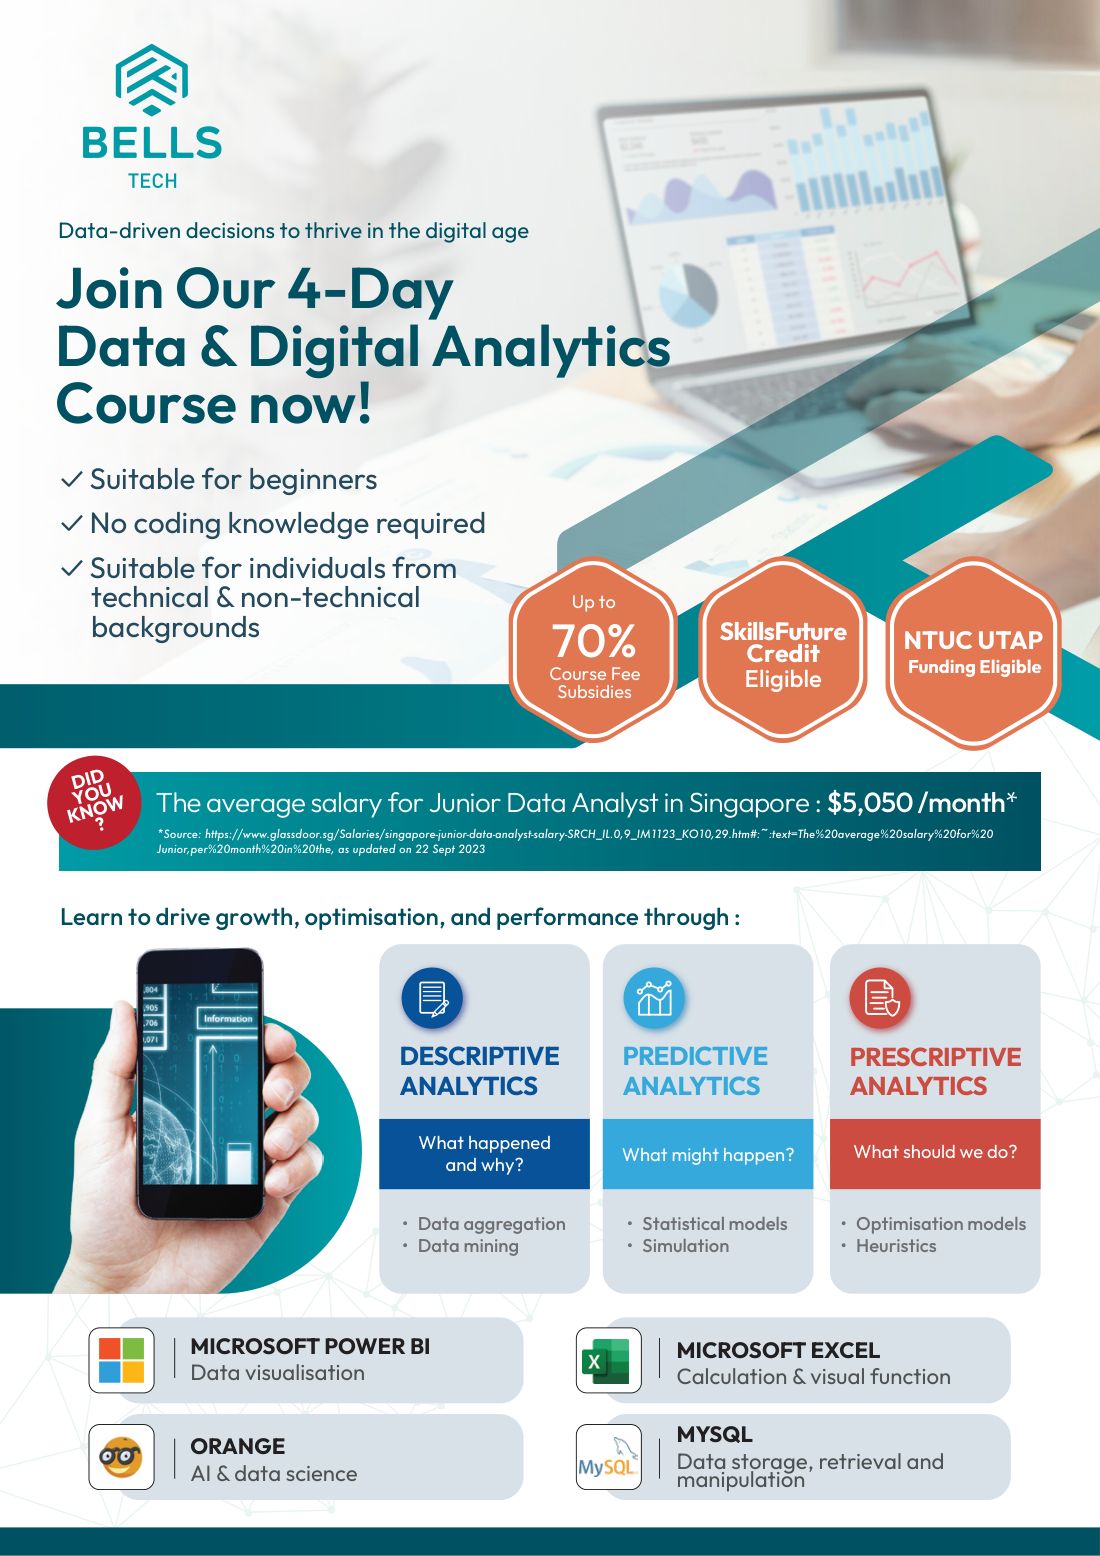 BELLS
TECH
Data-driven decisions to thrive in the digital age
Join Our 4-Day
Data & Digital Analytics
Course now!
Suitable for beginners
No coding knowledge required
Suitable for individuals from
technical & non-technical
backgrounds
Up to
70%
Course Fee
Subsidies
SkillsFuture
Credit
Eligible
NTUC UTAP
Funding Eligible
DID
YOU
KNOW
?
The average salary for Junior Data Analyst in Singapore : $5,050 /month*
*Source: https://www.glassdoor.sg/Salaries/singapore-junior-data-analyst-salary-SRCH_IL.0,9_IM1123_KO10,29.htm#:~:text=The%20average%20salary%20for%20
Junior,per%20month%20in%20the, as updated on 22 Sept 2023
Learn to drive growth, optimisation, and performance through :
,804
,905
,706
,071
Information
DESCRIPTIVE
ANALYTICS
What happened
and why?
• Data aggregation
• Data mining
PREDICTIVE
ANALYTICS
What might happen?
• Statistical models
• Simulation
PRESCRIPTIVE
ANALYTICS
What should we do?
• Optimisation models
• Heuristics
MICROSOFT POWER BI
Data visualisation
X
MICROSOFT EXCEL
Calculation & visual function
ORANGE
AI & data science
MySQL
MYSQL
Data storage, retrieval and
manipulation